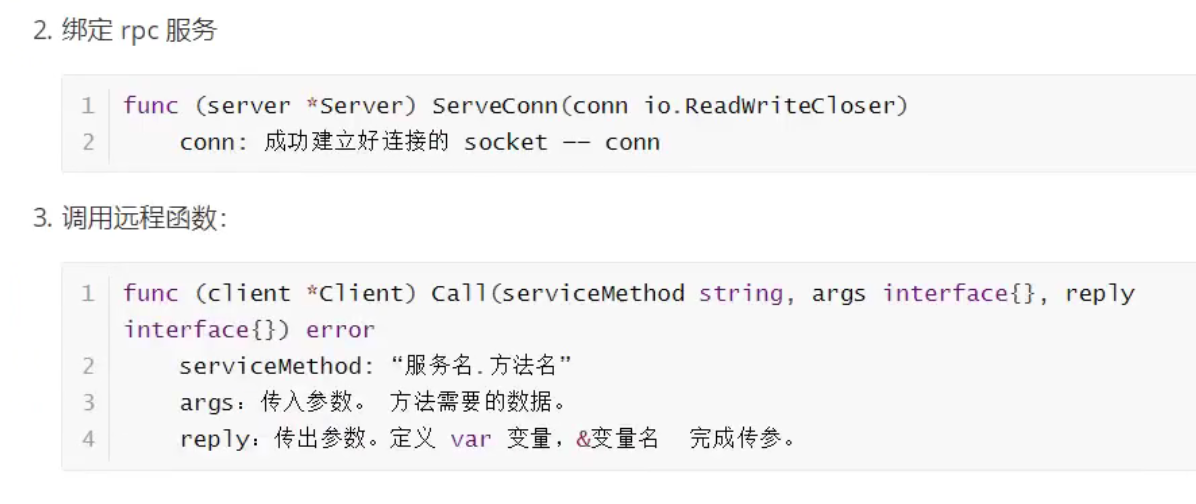 2. 绑定 rpc 服务
1 func (server *Server) ServeConn(conn io.ReadWriteCloser)
2 conn: 成功建立好连接的 socket —— conn
3. 调用远程函数：
1 func (client *Client) Call(serviceMethod string, args interface{}, reply
interface{}) error
2 serviceMethod: “服务名.方法名”
3 args：传入参数。 方法需要的数据。
4 reply：传出参数。定义 var 变量，&变量名 完成传参。